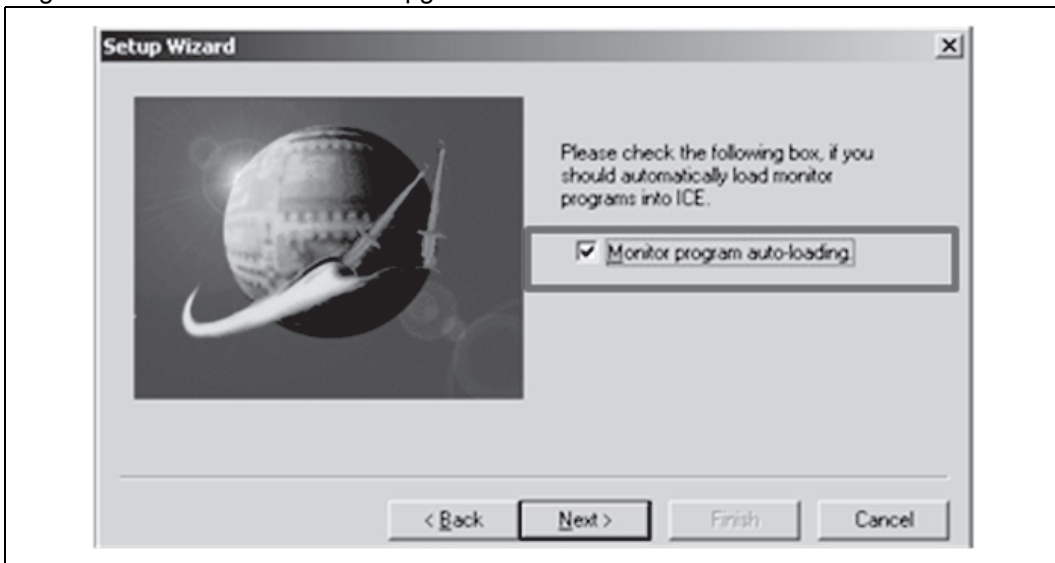 Setup Wizard
Please check the following box, if you
should automatically load monitor
programs into ICE.
Monitor program auto-loading.
< Back
Next >
Finish
Cancel